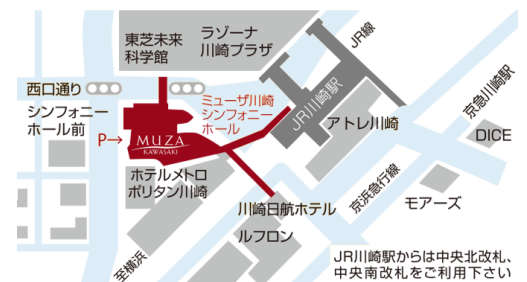 東芝未来
科学館
ラゾーナ
川崎プラザ
JR線
西口通り
シンフォニー
ホール前
P→
MUZA
KAWASAKI
ミューザ川崎
シンフォニー
ホール
JR川崎駅
アトレ川崎
京急川崎駅
DICE
ホテルメトロ
ポリタン川崎
川崎日航ホテル
ルフロン
京浜急行線
モアーズ
至横浜
JR川崎駅からは中央北改札、
中央南改札をご利用下さい